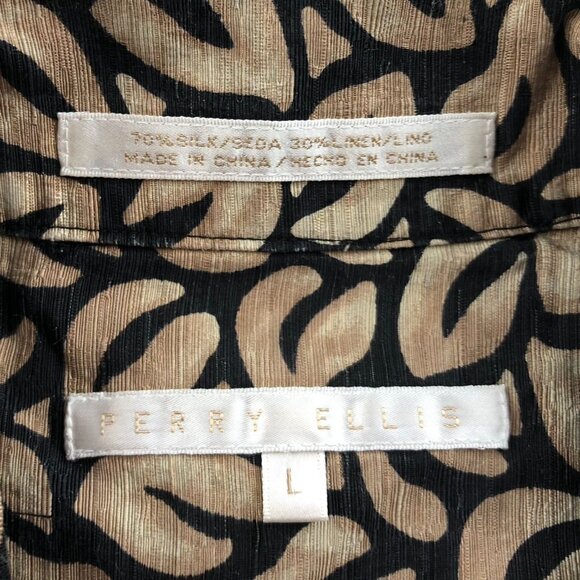 70% SILK/SEDA 30% LINEN/LINO
MADE IN CHINA/HECHO EN CHINA
PERRY ELLIS
L